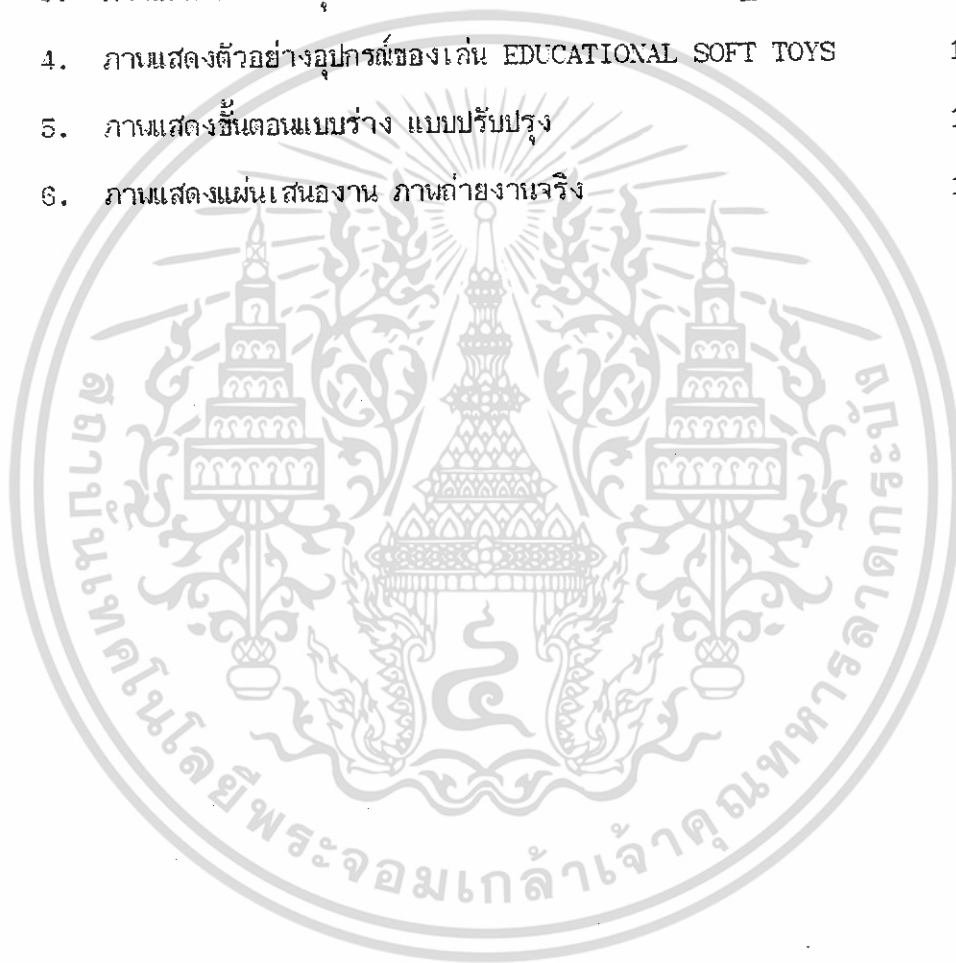 4. ภาพแสดงตัวอย่างอุปกรณ์ของเล่น EDUCATIONAL SOFT TOYS
5. ภาพแสดงขั้นตอนแบบร่าง แบบปรับปรุง
6. ภาพแสดงแผ่นเสนองาน ภาพถ่ายงานจริง
สถาบันเทคโนโลยีพระจอมเกล้าเจ้าคุณทหารลาดกระบัง